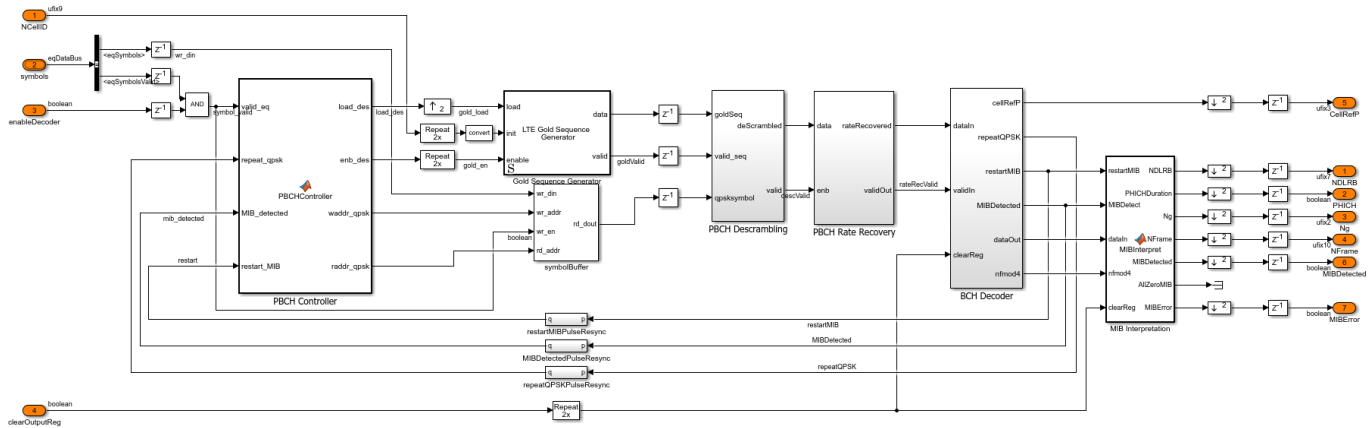 1
ufix9
NCellID
2
eqDataBus
symbols
3
boolean
enableDecoder
<eqSymbols>
z⁻¹
wr_din
<eqSymbolsValid>
z⁻¹
z⁻¹
AND
symbol_valid
valid_eq
repeat_qpsk
MIB_detected
restart_MIB
PBCHController
load_des
enb_des
waddr_qpsk
raddr_qpsk
PBCH Controller
mib_detected
restart
load_des
↑ 2
gold_load
Repeat
2x
convert
Repeat
2x
gold_en
load
init
enable
S
LTE Gold Sequence
Generator
data
valid
Gold Sequence Generator
wr_din
wr_addr
wr_en
rd_addr
rd_dout
boolean
symbolBuffer
z⁻¹
z⁻¹
goldValid
z⁻¹
goldSeq
valid_seq
qpsksymbol
deScrambled
valid
PBCH Descrambling
descValid
data
enb
rateRecovered
validOut
PBCH Rate Recovery
rateRecValid
dataIn
validIn
clearReg
cellRefP
repeatQPSK
restartMIB
MIBDetected
dataOut
nfmod4
BCH Decoder
restartMIB
MIBDetect
dataIn
nfmod4
clearReg
MIBInterpret
NDLRB
PHICHDuration
Ng
NFrame
MIBDetected
AllZeroMIB
MIBError
MIB Interpretation
↓ 2
z⁻¹
ufix3
5
CellRefP
↓ 2
z⁻¹
ufix7
1
NDLRB
↓ 2
z⁻¹
boolean
2
PHICH
↓ 2
z⁻¹
ufix2
3
Ng
↓ 2
z⁻¹
ufix10
4
NFrame
↓ 2
z⁻¹
boolean
6
MIBDetected
↓ 2
z⁻¹
boolean
7
MIBError
q
p
restartMIBPulseResync
restartMIB
q
p
MIBDetectedPulseResync
MIBDetected
q
p
repeatQPSKPulseResync
repeatQPSK
4
boolean
clearOutputReg
Repeat
2x